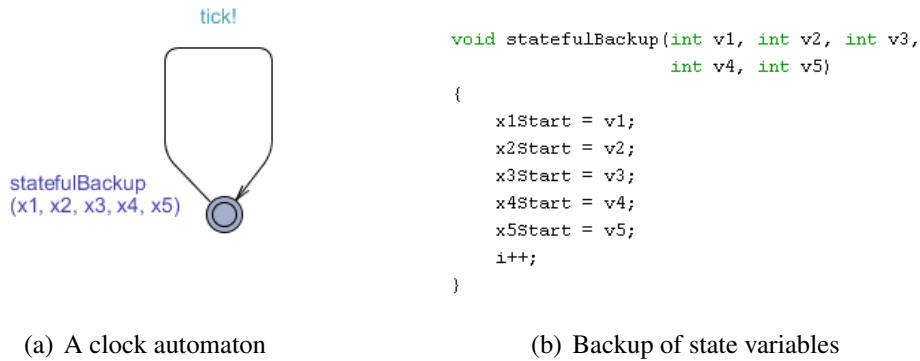 tick!
statefulBackup
(x1, x2, x3, x4, x5)
void statefulBackup(int v1, int v2, int v3,
int v4, int v5)
{
x1Start = v1;
x2Start = v2;
x3Start = v3;
x4Start = v4;
x5Start = v5;
i++;
}
(a) A clock automaton
(b) Backup of state variables